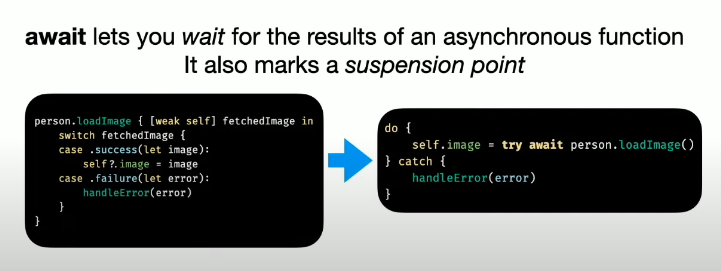 await lets you wait for the results of an asynchronous function
It also marks a suspension point
person.loadImage { [weak self] fetchedImage in
switch fetchedImage {
case .success(let image):
self?.image = image
case .failure(let error):
handleError(error)
}
}
do {
self.image = try await person.loadImage()
} catch {
handleError(error)
}